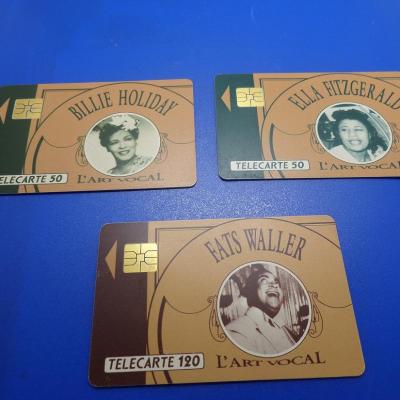 BILLIE HOLIDAY
TELECARTE 50
L'ART VOCAL
ELLA FITZGERALD
TELECARTE 50
L'ART VOCAL
FATS WALLER
TELECARTE 120
L'ART VOCAL